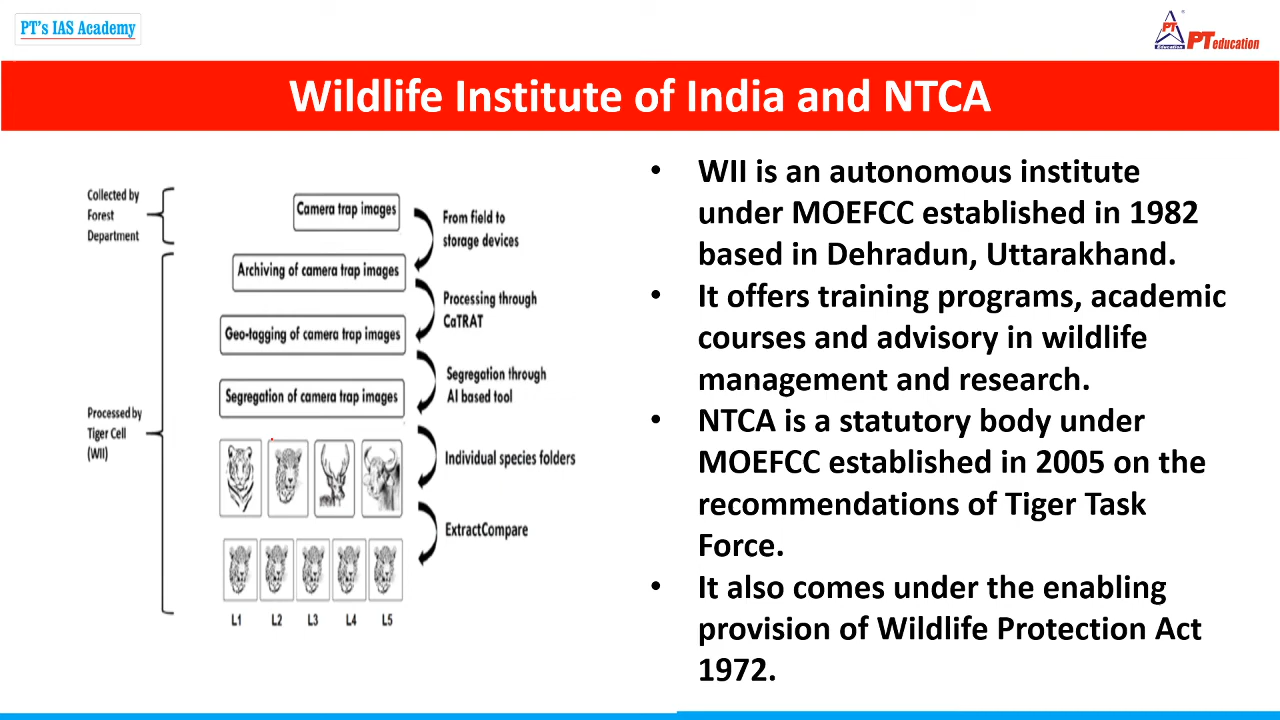 PT's IAS Academy
PT
Education
PT education
Wildlife Institute of India and NTCA
Collected by
Forest
Department
Camera trap images
From field to
storage devices
Archiving of camera trap images
Processing through
CaTRAT
Geo-tagging of camera trap images
Segregation through
AI based tool
Segregation of camera trap images
Processed by
Tiger Cell
(WII)
Individual species folders
ExtractCompare
L1 L2 L3 L4 L5
• WII is an autonomous institute
under MOEFCC established in 1982
based in Dehradun, Uttarakhand.
• It offers training programs, academic
courses and advisory in wildlife
management and research.
• NTCA is a statutory body under
MOEFCC established in 2005 on the
recommendations of Tiger Task
Force.
• It also comes under the enabling
provision of Wildlife Protection Act
1972.